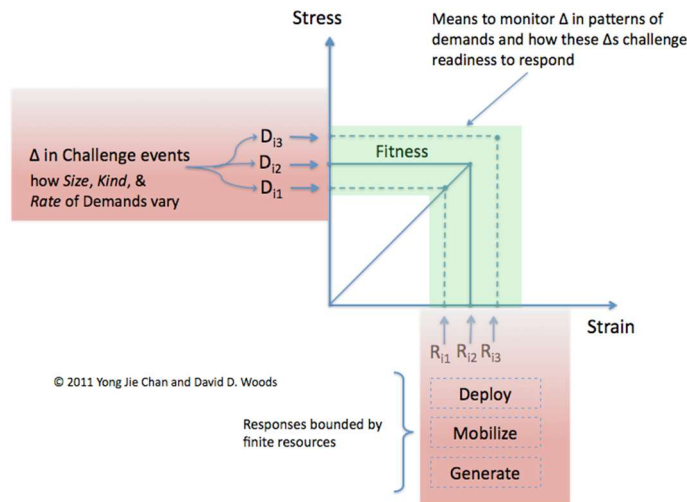 Stress
Means to monitor Δ in patterns of
demands and how these Δs challenge
readiness to respond
Δ in Challenge events
how Size, Kind, &
Rate of Demands vary
Di3
Di2
Di1
Fitness
Strain
Ri1 Ri2 Ri3
© 2011 Yong Jie Chan and David D. Woods
Responses bounded by
finite resources
Deploy
Mobilize
Generate